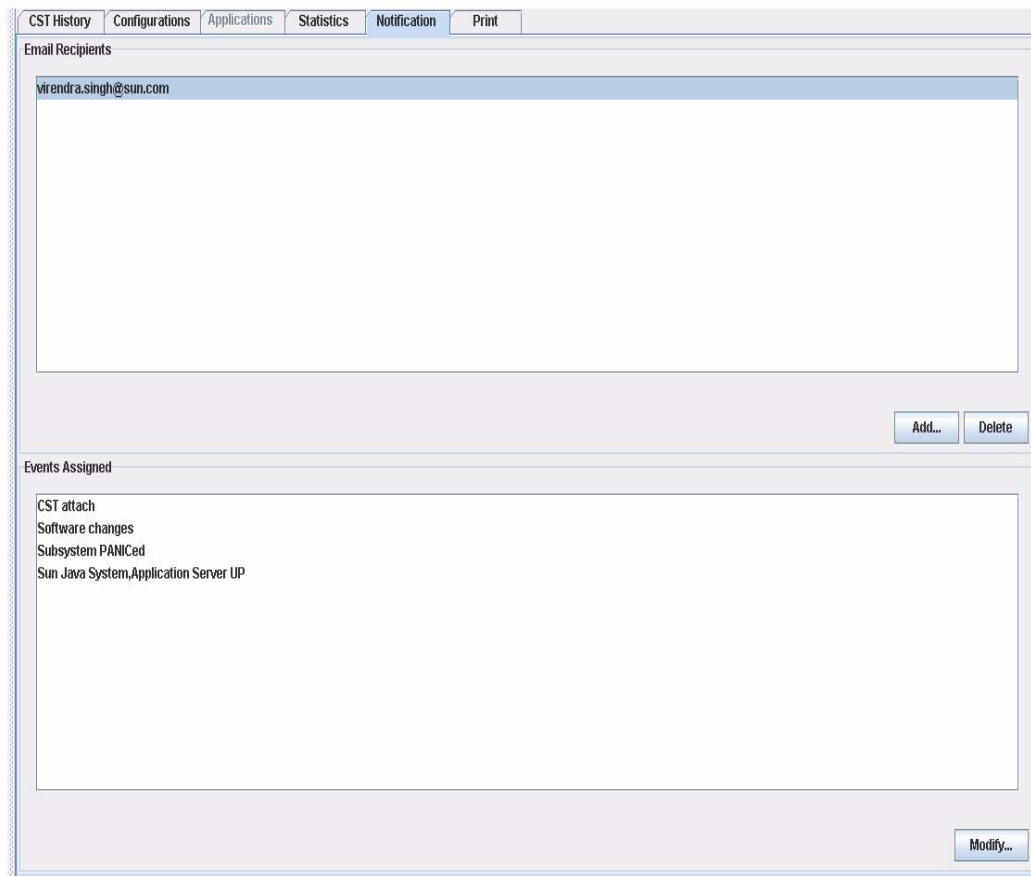 CST History Configurations Applications Statistics Notification Print
Email Recipients
virendra.singh@sun.com
Add... Delete
Events Assigned
CST attach
Software changes
Subsystem PANICed
Sun Java System,Application Server UP
Modify...